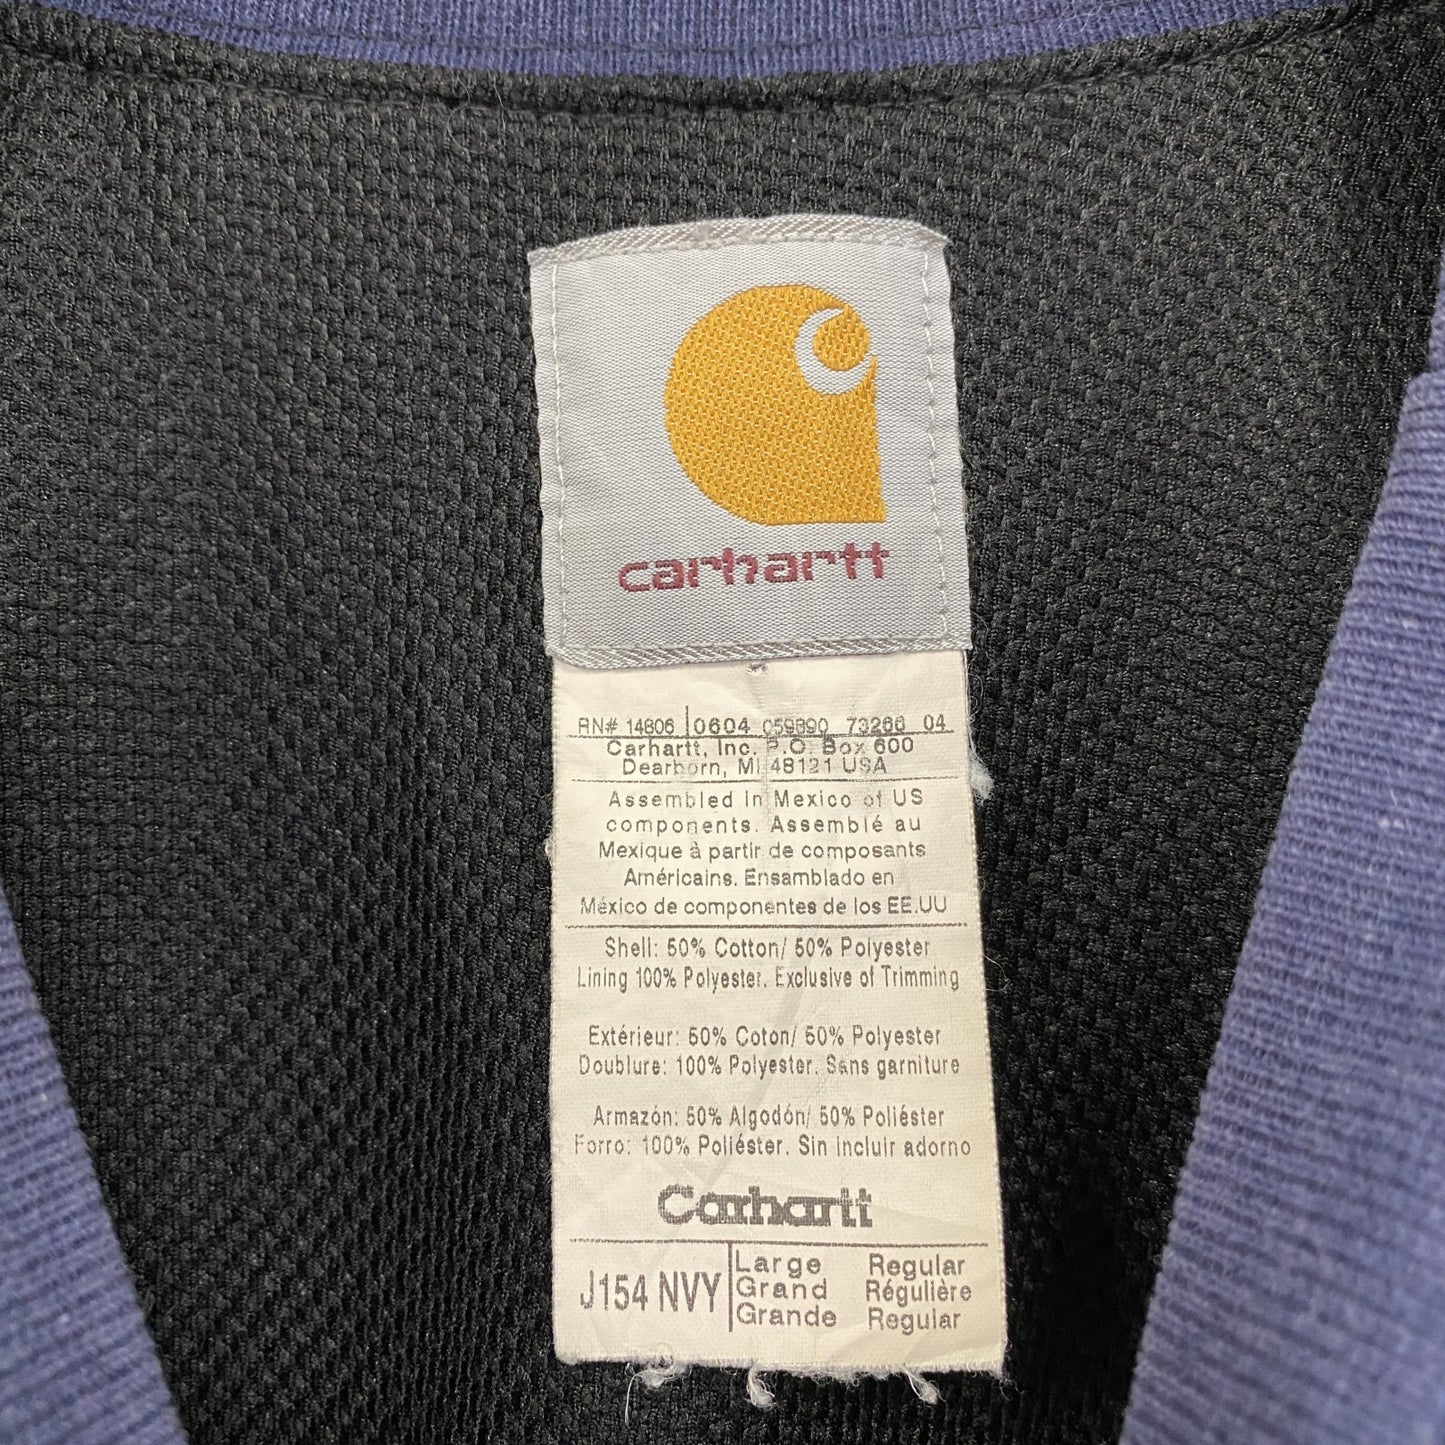 carhartt
RN# 14806 0604 059890 73266 04
Carhartt, Inc. P.O. Box 600
Dearborn, MI 48121 USA
Assembled in Mexico of US
components. Assemblé au
Mexique à partir de composants
Américains. Ensamblado en
México de componentes de los EE.UU
Shell: 50% Cotton/ 50% Polyester
Lining 100% Polyester. Exclusive of Trimming
Extérieur: 50% Coton/ 50% Polyester
Doublure: 100% Polyester. Sans garniture
Armazón: 50% Algodón/ 50% Poliéster
Forro: 100% Poliéster. Sin incluir adorno
Carhartt
J154 NVY
Large Regular
Grand Régulière
Grande Regular